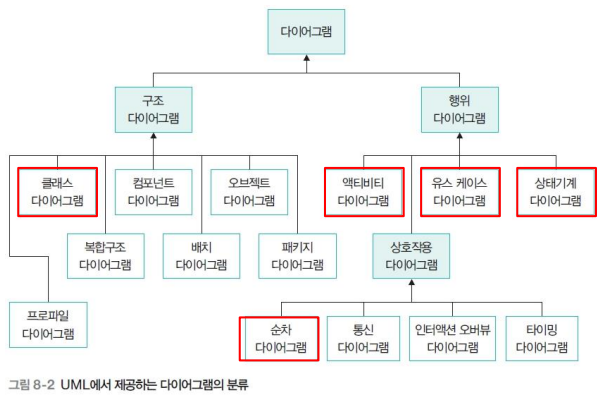 다이어그램
구조
다이어그램
행위
다이어그램
클래스
다이어그램
컴포넌트
다이어그램
오브젝트
다이어그램
액티비티
다이어그램
유스 케이스
다이어그램
상태기계
다이어그램
복합구조
다이어그램
배치
다이어그램
패키지
다이어그램
상호작용
다이어그램
프로파일
다이어그램
순차
다이어그램
통신
다이어그램
인터액션 오버뷰
다이어그램
타이밍
다이어그램
그림 8-2 UML에서 제공하는 다이어그램의 분류